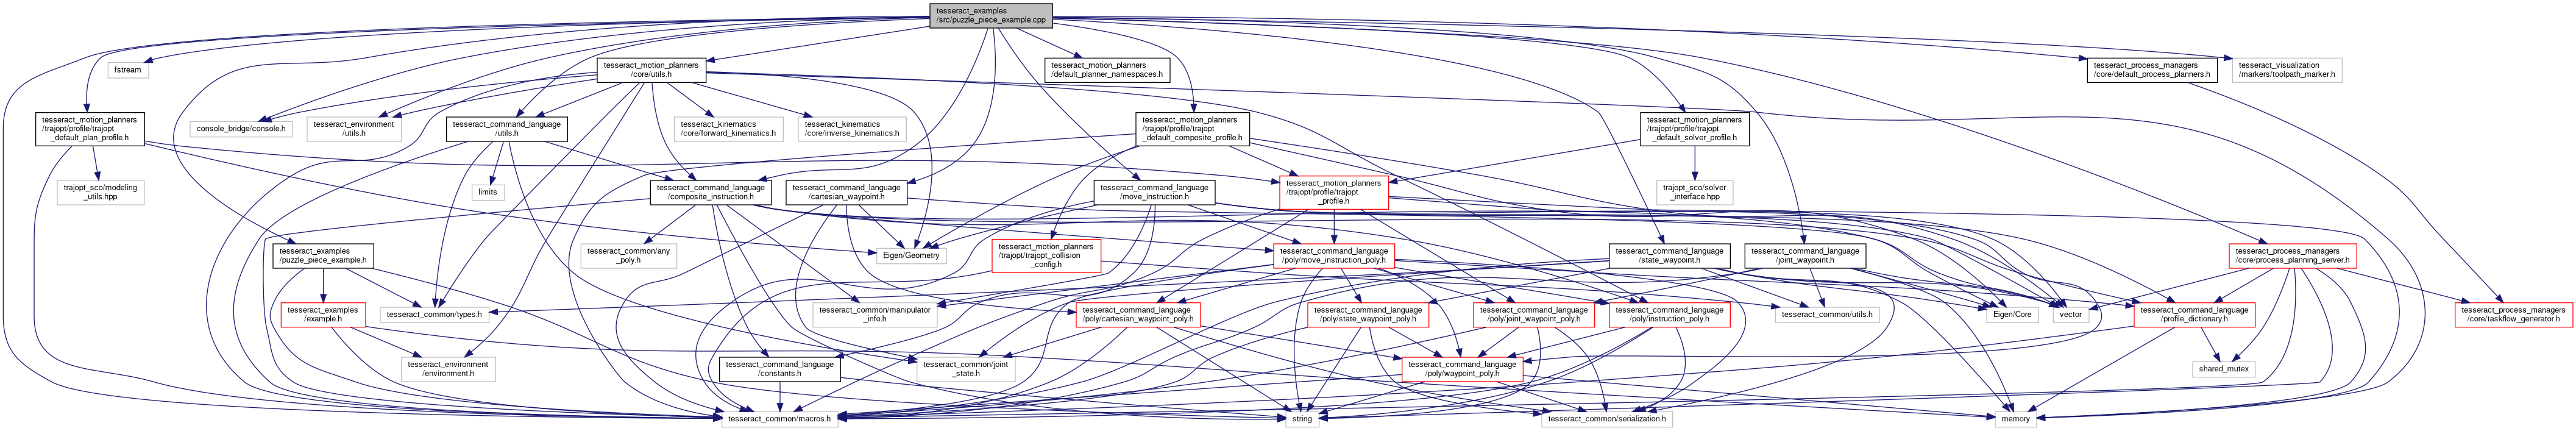 tesseract_examples
/src/puzzle_piece_example.cpp
fstream
tesseract_motion_planners
/core/utils.h
tesseract_motion_planners
/default_planner_namespaces.h
tesseract_process_managers
/core/default_process_planners.h
tesseract_visualization
/markers/toolpath_marker.h
tesseract_motion_planners
/trajopt/profile/trajopt
_default_plan_profile.h
console_bridge/console.h
tesseract_environment
/utils.h
tesseract_command_language
/utils.h
tesseract_kinematics
/core/forward_kinematics.h
tesseract_kinematics
/core/inverse_kinematics.h
tesseract_motion_planners
/trajopt/profile/trajopt
_default_composite_profile.h
tesseract_motion_planners
/trajopt/profile/trajopt
_default_solver_profile.h
trajopt_sco/modeling
_utils.hpp
limits
tesseract_command_language
/composite_instruction.h
tesseract_command_language
/cartesian_waypoint.h
tesseract_command_language
/move_instruction.h
tesseract_motion_planners
/trajopt/profile/trajopt
_profile.h
trajopt_sco/solver
_interface.hpp
tesseract_examples
/puzzle_piece_example.h
tesseract_common/any
_poly.h
Eigen/Geometry
tesseract_motion_planners
/trajopt/trajopt_collision
_config.h
tesseract_command_language
/poly/move_instruction_poly.h
tesseract_command_language
/state_waypoint.h
tesseract_command_language
/joint_waypoint.h
tesseract_process_managers
/core/process_planning_server.h
tesseract_examples
/example.h
tesseract_common/types.h
tesseract_common/manipulator
_info.h
tesseract_command_language
/poly/cartesian_waypoint_poly.h
tesseract_command_language
/poly/state_waypoint_poly.h
tesseract_command_language
/poly/joint_waypoint_poly.h
tesseract_command_language
/poly/instruction_poly.h
tesseract_common/utils.h
Eigen/Core
vector
tesseract_command_language
/profile_dictionary.h
tesseract_process_managers
/core/taskflow_generator.h
tesseract_environment
/environment.h
tesseract_command_language
/constants.h
tesseract_common/joint
_state.h
tesseract_command_language
/poly/waypoint_poly.h
shared_mutex
tesseract_common/macros.h
string
tesseract_common/serialization.h
memory